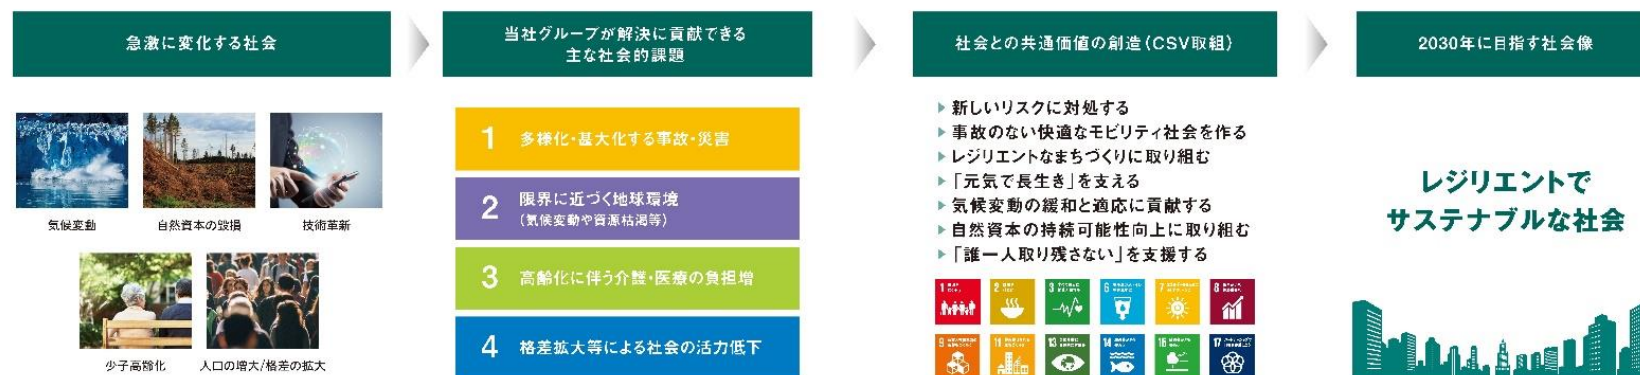 急激に変化する社会
気候変動
自然資本の毀損
技術革新
少子高齢化
人口の増大/格差の拡大
当社グループが解決に貢献できる
主な社会的課題
1 多様化・甚大化する事故・災害
2 限界に近づく地球環境
(気候変動や資源枯渇等)
3 高齢化に伴う介護・医療の負担増
4 格差拡大等による社会の活力低下
社会との共通価値の創造(CSV取組)
新しいリスクに対処する
事故のない快適なモビリティ社会を作る
レジリエントなまちづくりに取り組む
「元気で長生き」を支える
気候変動の緩和と適応に貢献する
自然資本の持続可能性向上に取り組む
「誰一人取り残さない」を支援する
1
2
3
6
7
8
9
11
13
14
15
17
2030年に目指す社会像
レジリエントで
サステナブルな社会